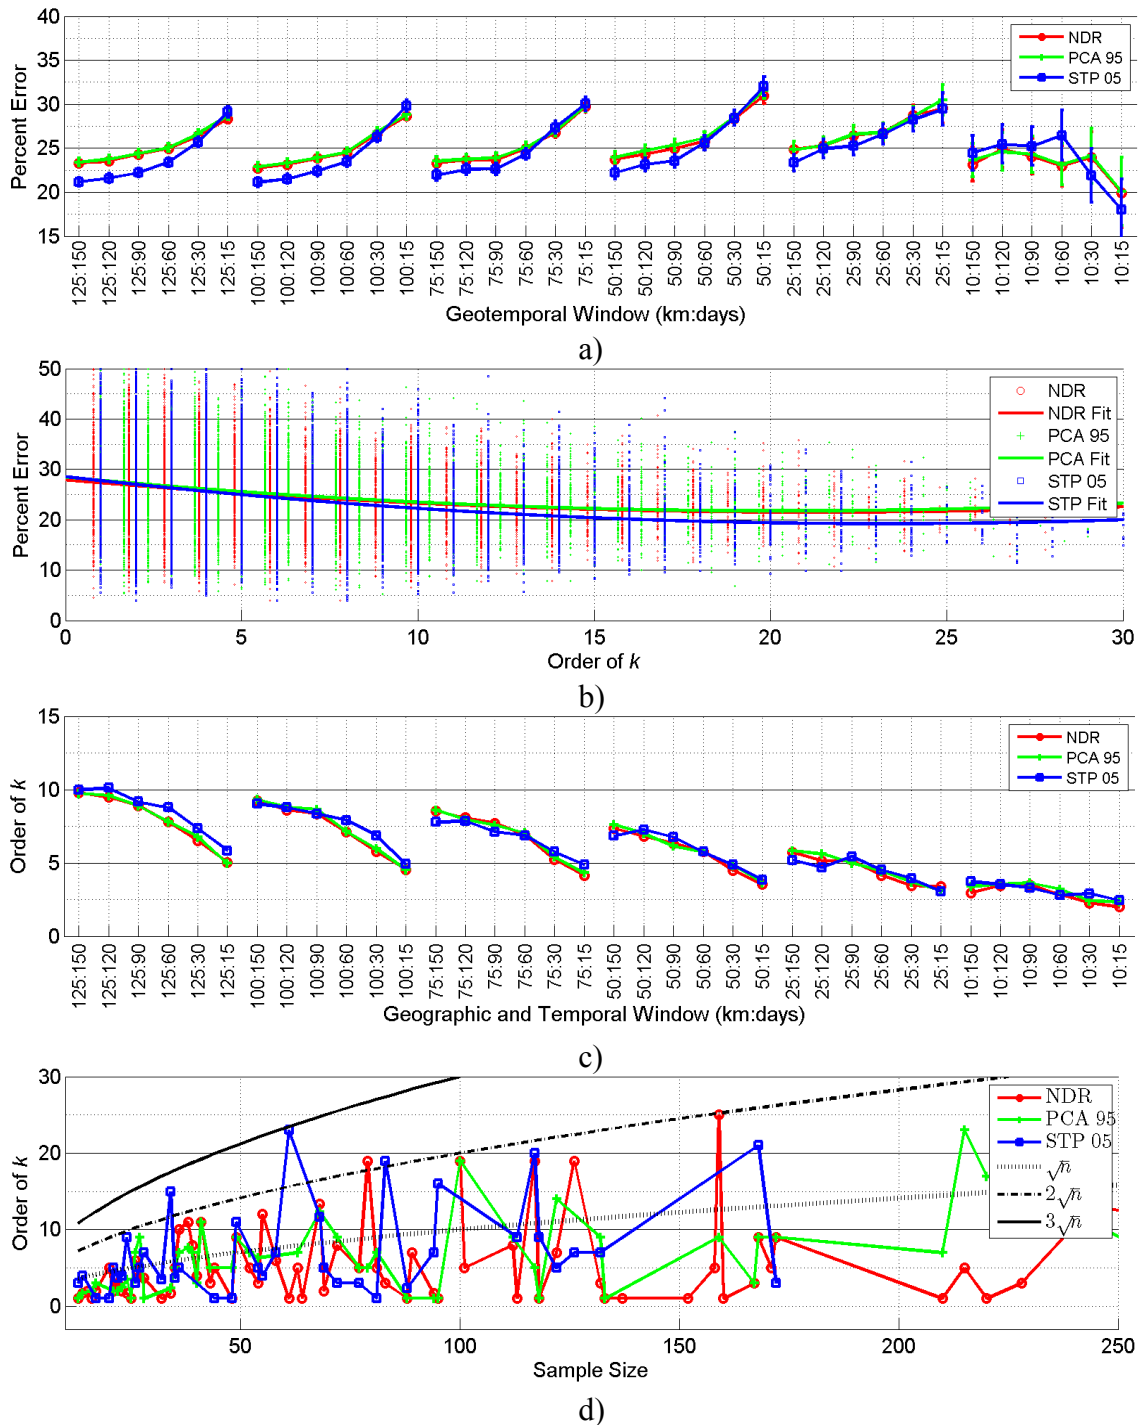 40
35
30
25
20
15
Percent Error
NDR
PCA 95
STP 05
125:150
125:120
125:90
125:60
125:30
125:15
100:150
100:120
100:90
100:60
100:30
100:15
75:150
75:120
75:90
75:60
75:30
75:15
50:150
50:120
50:90
50:60
50:30
50:15
25:150
25:120
25:90
25:60
25:30
25:15
10:150
10:120
10:90
10:60
10:30
10:15
Geotemporal Window (km:days)
a)
50
40
30
20
10
0
Percent Error
NDR
NDR Fit
PCA 95
PCA Fit
STP 05
STP Fit
0 5 10 15 20 25 30
Order of k
b)
15
10
5
0
Order of k
NDR
PCA 95
STP 05
125:150
125:120
125:90
125:60
125:30
125:15
100:150
100:120
100:90
100:60
100:30
100:15
75:150
75:120
75:90
75:60
75:30
75:15
50:150
50:120
50:90
50:60
50:30
50:15
25:150
25:120
25:90
25:60
25:30
25:15
10:150
10:120
10:90
10:60
10:30
10:15
Geographic and Temporal Window (km:days)
c)
30
20
10
0
Order of k
NDR
PCA 95
STP 05
√n
2√n
3√n
50 100 150 200 250
Sample Size
d)